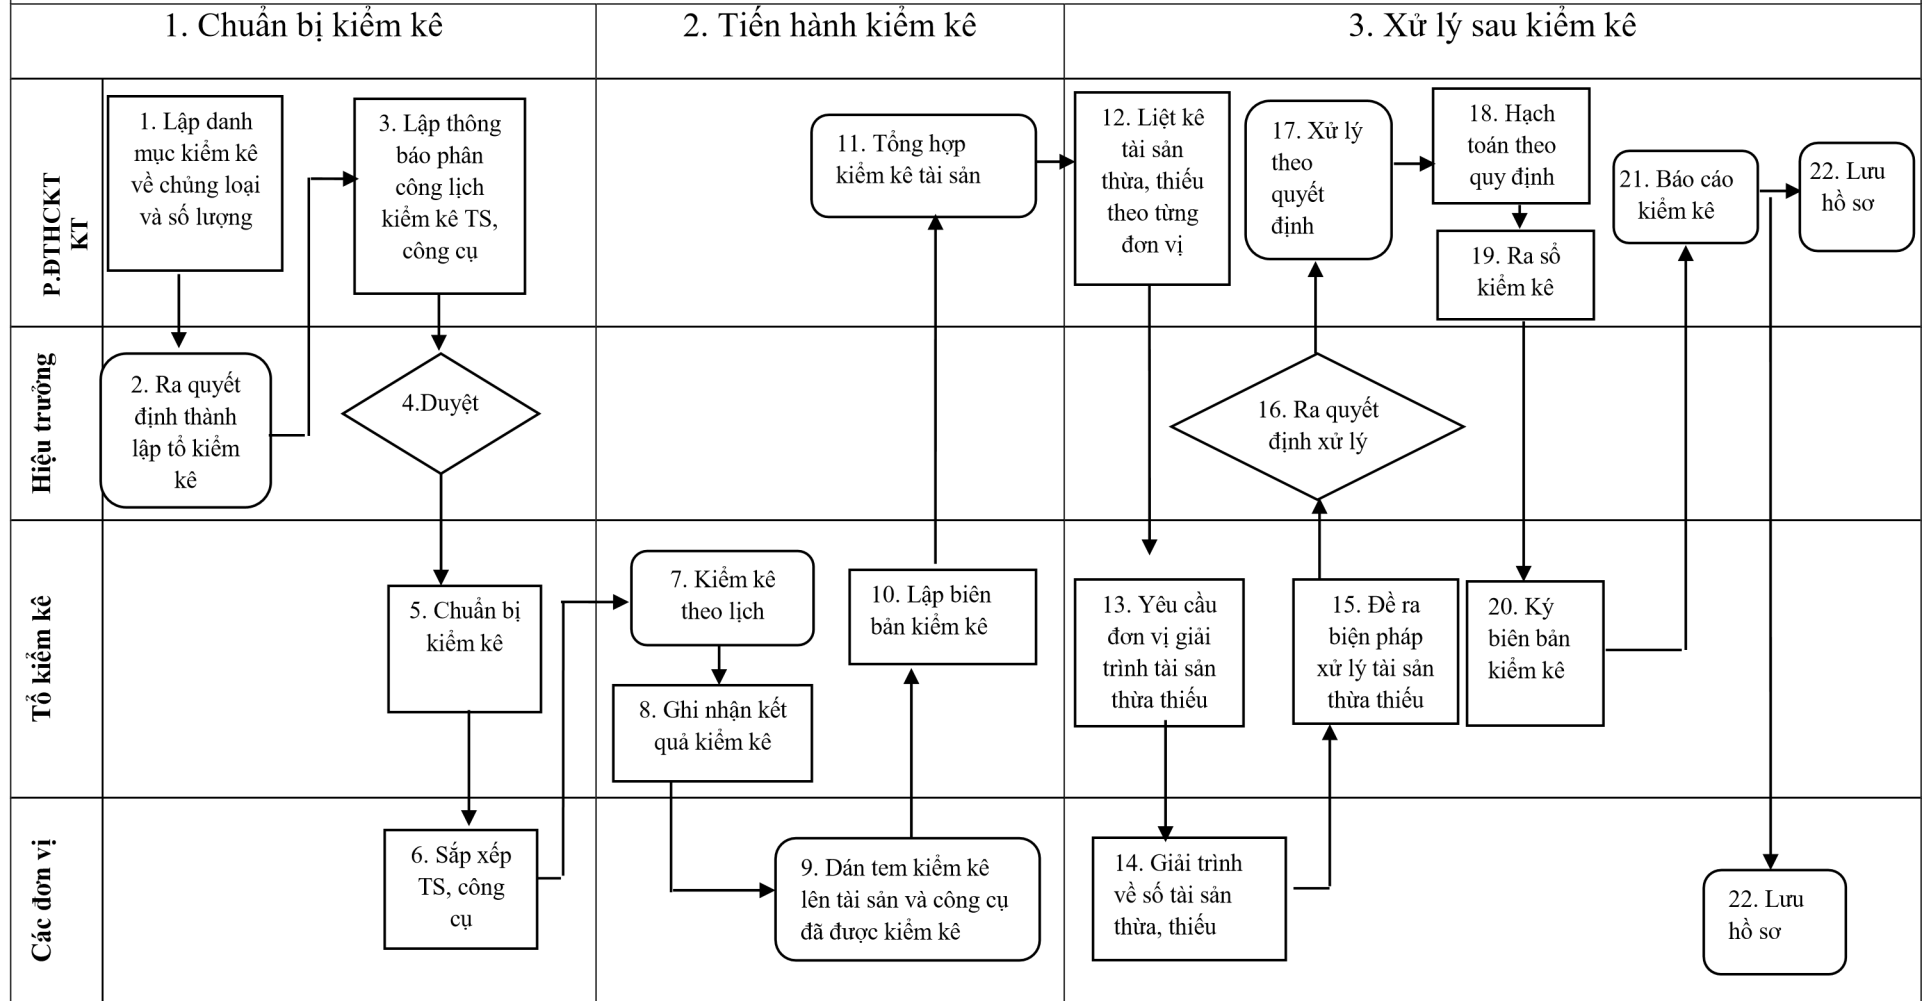 1. Chuẩn bị kiểm kê
2. Tiến hành kiểm kê
3. Xử lý sau kiểm kê
P.ĐTHCKT
KT
1. Lập danh
mục kiểm kê
về chủng loại
và số lượng
3. Lập thông
báo phân
công lịch
kiểm kê TS,
công cụ
11. Tổng hợp
kiểm kê tài sản
12. Liệt kê
tài sản
thừa, thiếu
theo từng
đơn vị
17. Xử lý
theo
quyết
định
18. Hạch
toán theo
quy định
19. Ra sổ
kiểm kê
21. Báo cáo
kiểm kê
22. Lưu
hồ sơ
Hiệu trưởng
2. Ra quyết
định thành
lập tổ kiểm
kê
4.Duyệt
16. Ra quyết
định xử lý
Tổ kiểm kê
5. Chuẩn bị
kiểm kê
7. Kiểm kê
theo lịch
8. Ghi nhận kết
quả kiểm kê
10. Lập biên
bản kiểm kê
13. Yêu cầu
đơn vị giải
trình tài sản
thừa thiếu
15. Đề ra
biện pháp
xử lý tài sản
thừa thiếu
20. Ký
biên bản
kiểm kê
Các đơn vị
6. Sắp xếp
TS, công
cụ
9. Dán tem kiểm kê
lên tài sản và công cụ
đã được kiểm kê
14. Giải trình
về số tài sản
thừa, thiếu
22. Lưu
hồ sơ